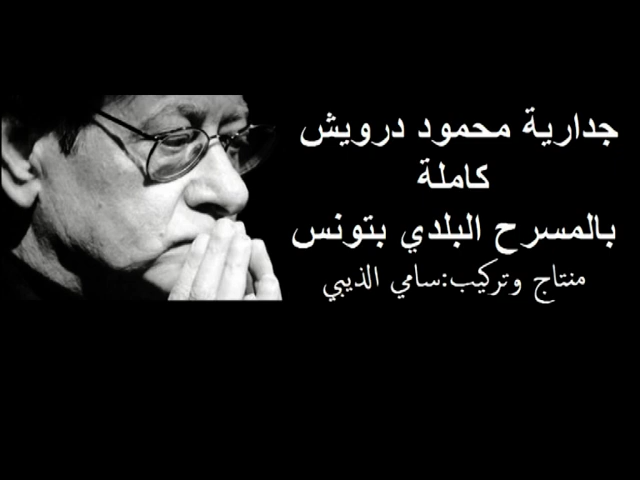 جدارية محمود درويش
كاملة
بالمسرح البلدي بتونس
منتاج وتركيب:سامي الذيبي